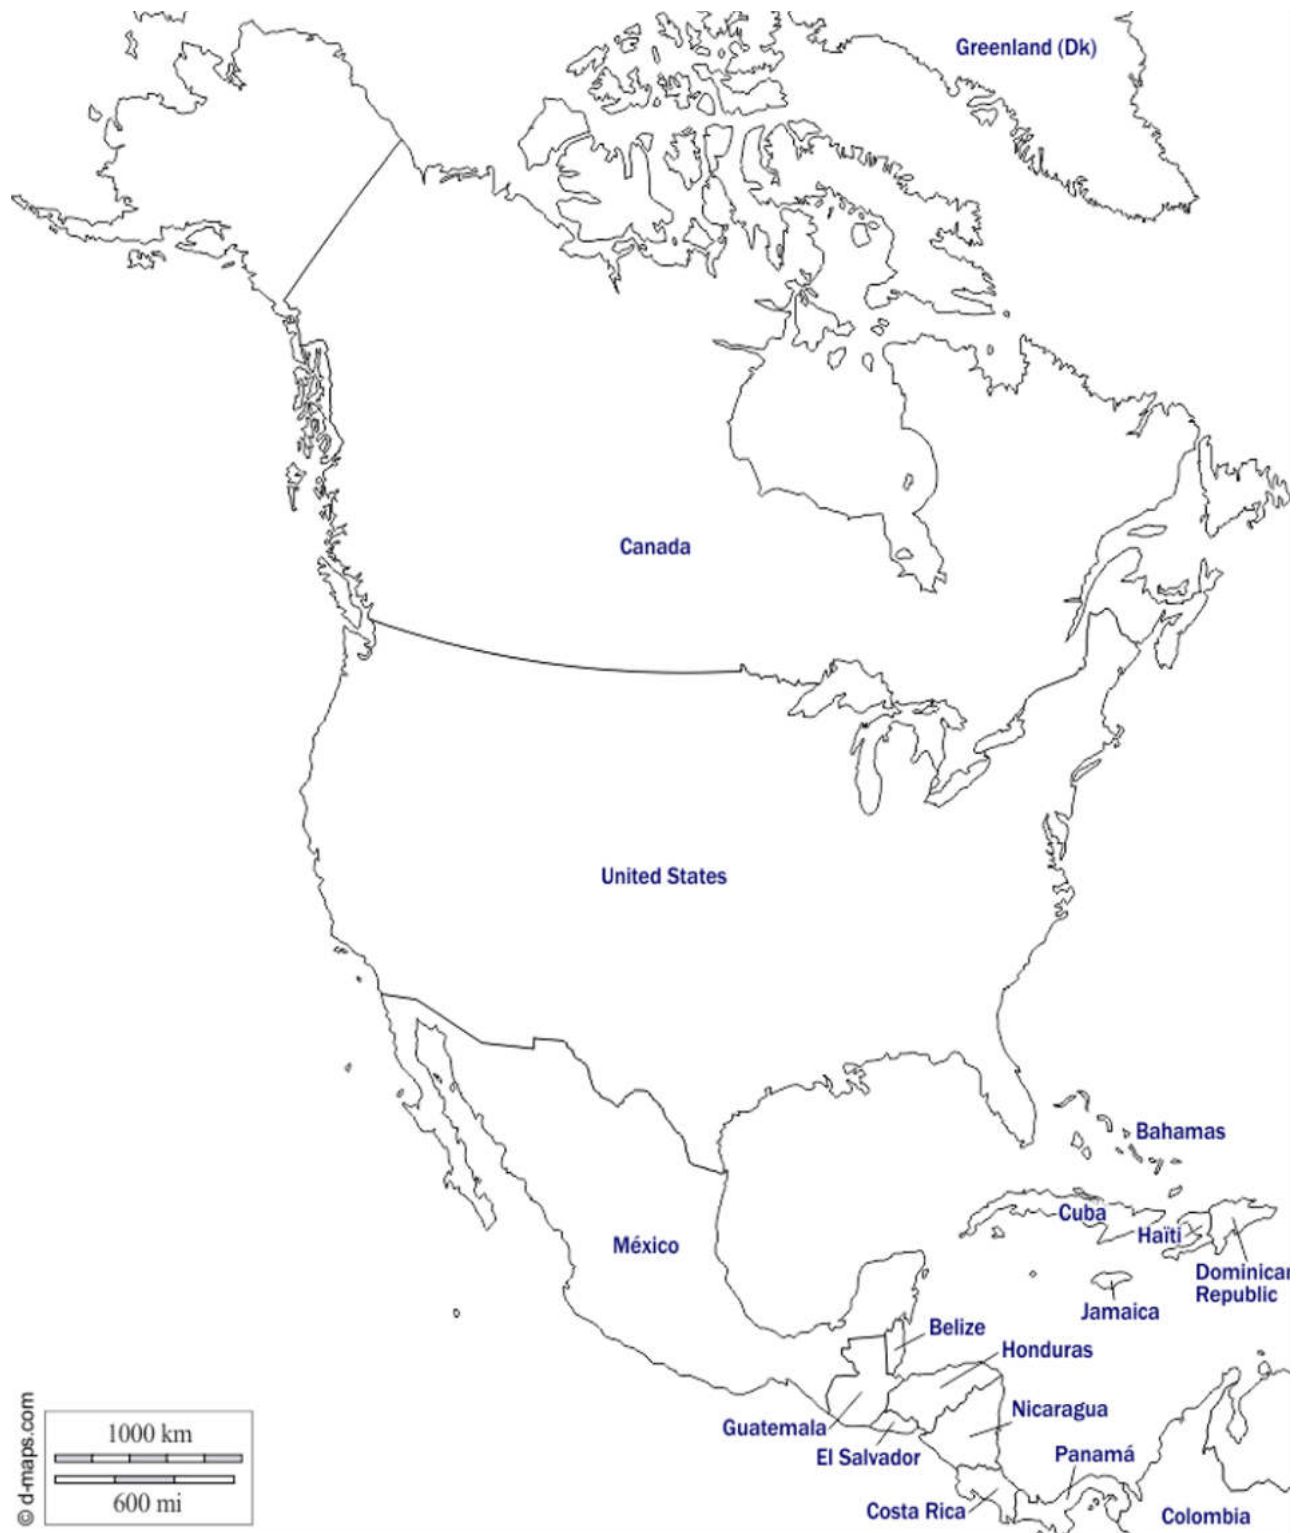 Greenland (Dk)
Canada
United States
Bahamas
Cuba
Haïti
México
Dominican
Republic
Jamaica
Belize
Honduras
Nicaragua
Guatemala
El Salvador
Panamá
Costa Rica
Colombia
1000 km
600 mi
© d-maps.com